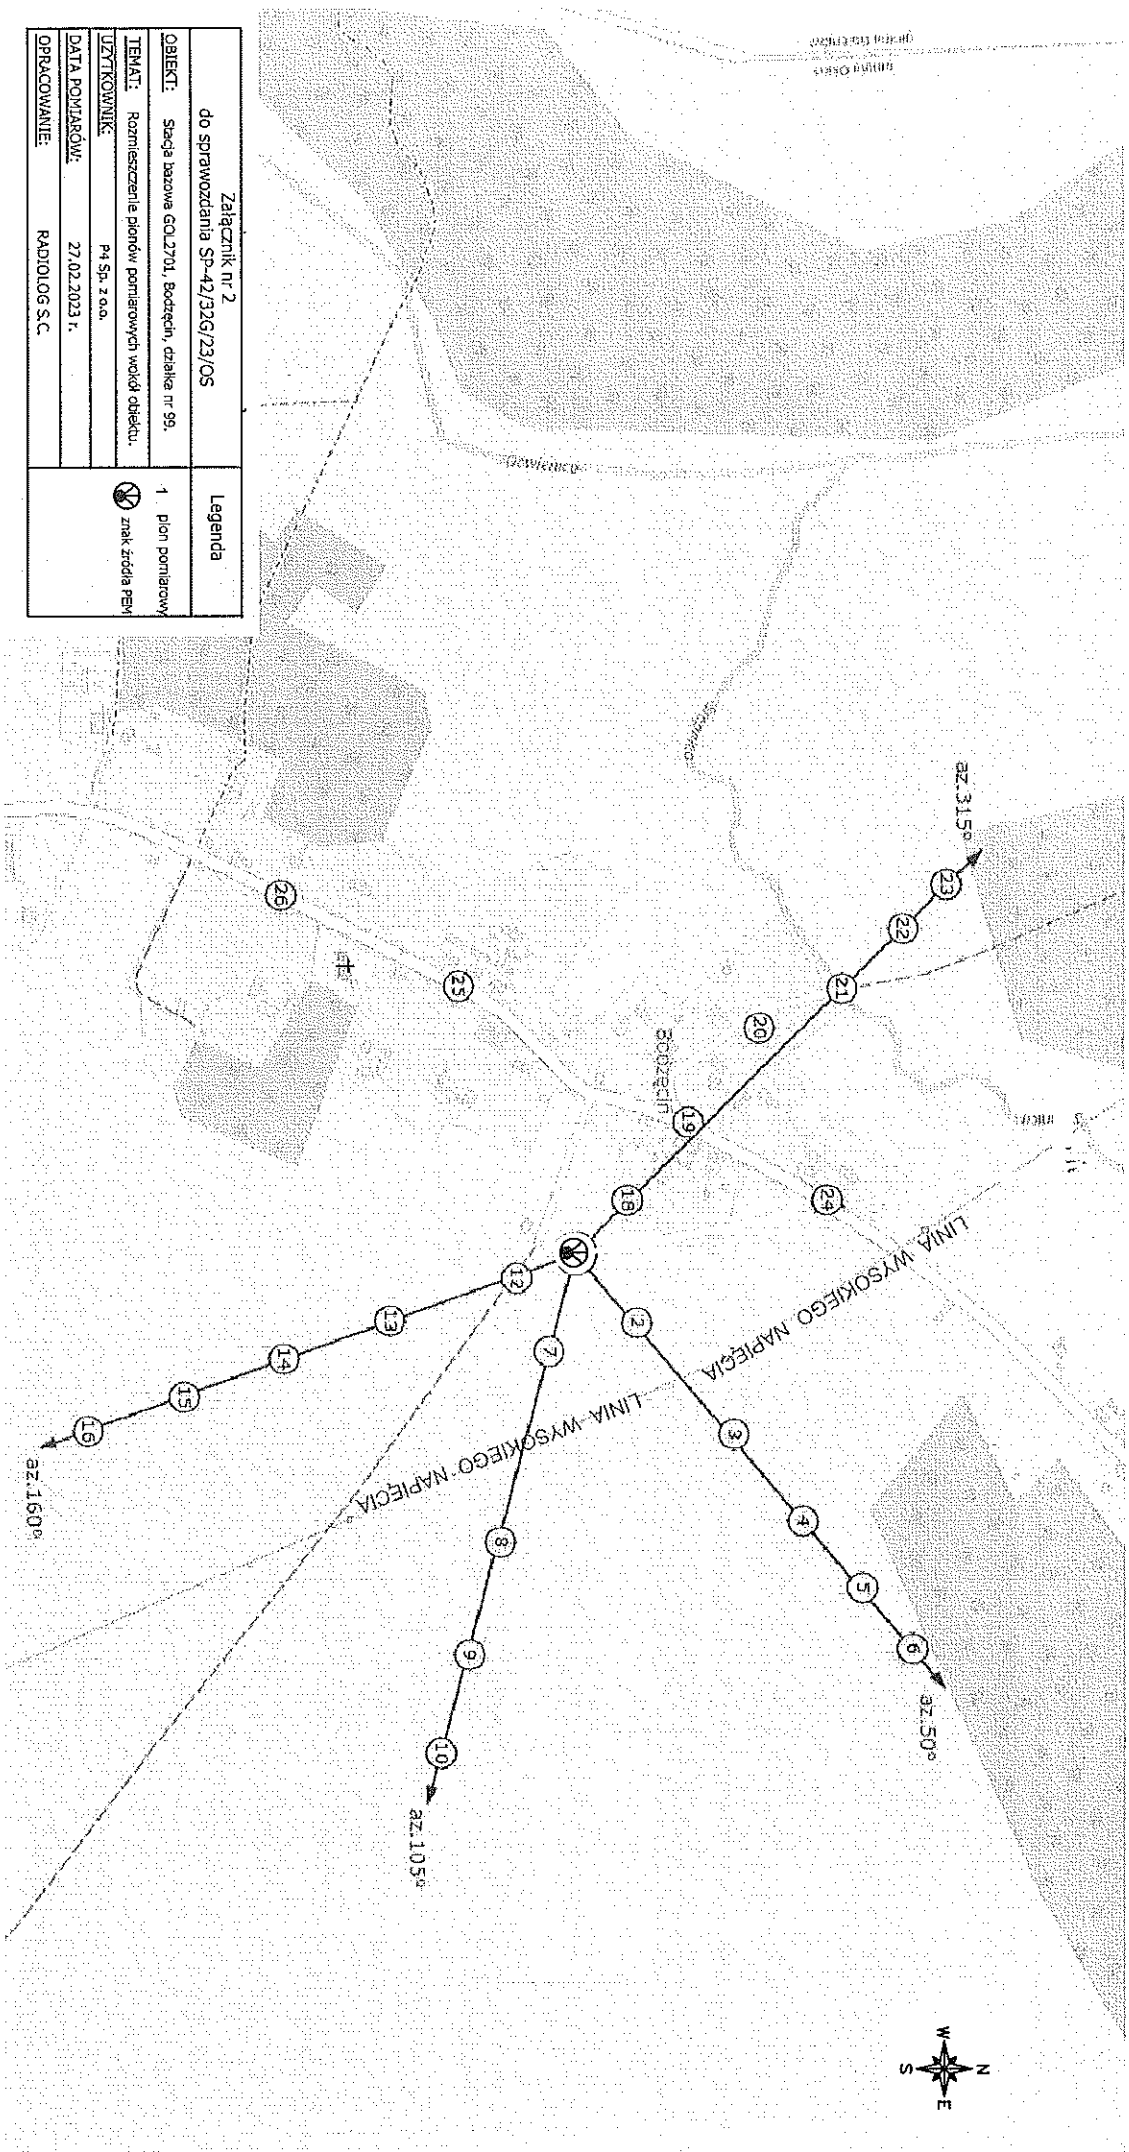 Załącznik nr 2
do sprawozdania SP-42/32G/23/OS
OBIEKT: Stacja bazowa GOL2701, Bodzęcin, działka nr 99.
TEMAT: Rozmieszczenie pionów pomiarowych wokół obiektu.
UŻYTKOWNIK: P4 Sp. z o.o.
DATA POMIARÓW: 27.02.2023 r.
OPRACOWANIE: RADIOLOG S.C.
Legenda
1 pion pomiarowy
znak źródła PEM
gmina Osina
az.315°
23
22
21
20
Bodzęcin
19
18
24
LINIA WYSOKIEGO NAPIĘCIA
LINIA WYSOKIEGO NAPIĘCIA
2
3
4
5
6
az.50°
7
8
9
10
az.105°
12
13
14
15
16
az.160°
25
26
N
W
E
S